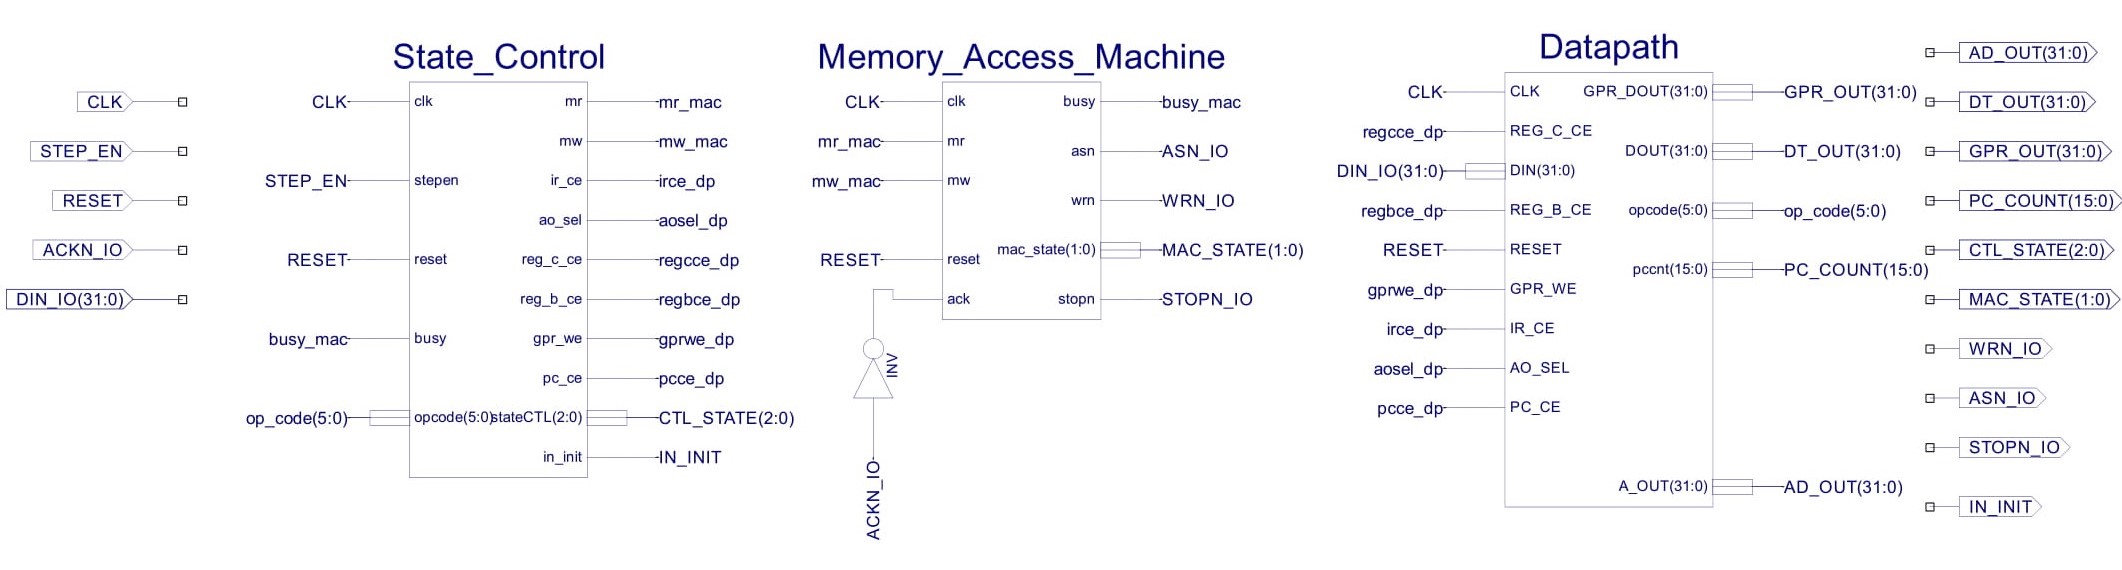 CLK
STEP_EN
RESET
ACKN_IO
DIN_IO(31:0)
State_Control
CLK
STEP_EN
RESET
busy_mac
op_code(5:0)
clk
stepen
reset
busy
opcode(5:0)
mr
mw
ir_ce
ao_sel
reg_c_ce
reg_b_ce
gpr_we
pc_ce
stateCTL(2:0)
in_init
mr_mac
mw_mac
irce_dp
aosel_dp
regcce_dp
regbce_dp
gprwe_dp
pcce_dp
CTL_STATE(2:0)
IN_INIT
Memory_Access_Machine
CLK
mr_mac
mw_mac
RESET
clk
mr
mw
reset
ack
busy
asn
wrn
mac_state(1:0)
stopn
busy_mac
ASN_IO
WRN_IO
MAC_STATE(1:0)
STOPN_IO
INV
ACKN_IO
Datapath
CLK
regcce_dp
DIN_IO(31:0)
regbce_dp
RESET
gprwe_dp
irce_dp
aosel_dp
pcce_dp
CLK
REG_C_CE
DIN(31:0)
REG_B_CE
RESET
GPR_WE
IR_CE
AO_SEL
PC_CE
GPR_DOUT(31:0)
DOUT(31:0)
opcode(5:0)
pccnt(15:0)
A_OUT(31:0)
GPR_OUT(31:0)
DT_OUT(31:0)
op_code(5:0)
PC_COUNT(15:0)
AD_OUT(31:0)
AD_OUT(31:0)
DT_OUT(31:0)
GPR_OUT(31:0)
PC_COUNT(15:0)
CTL_STATE(2:0)
MAC_STATE(1:0)
WRN_IO
ASN_IO
STOPN_IO
IN_INIT